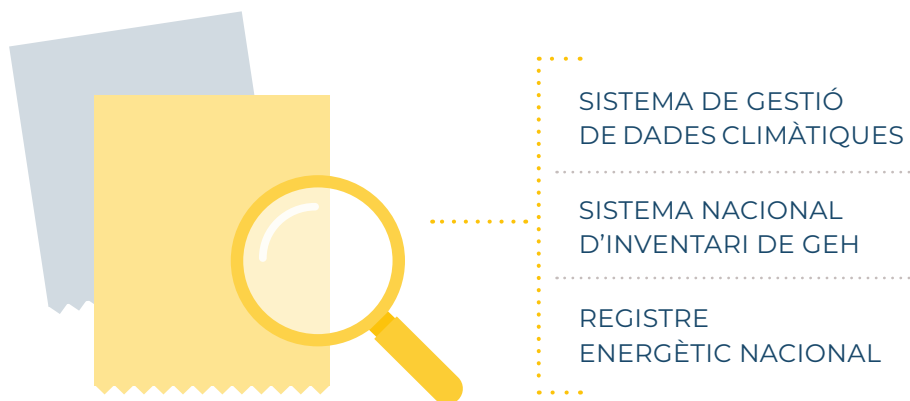 SISTEMA DE GESTIÓ
DE DADES CLIMÀTIQUES
SISTEMA NACIONAL
D’INVENTARI DE GEH
REGISTRE
ENERGÈTIC NACIONAL